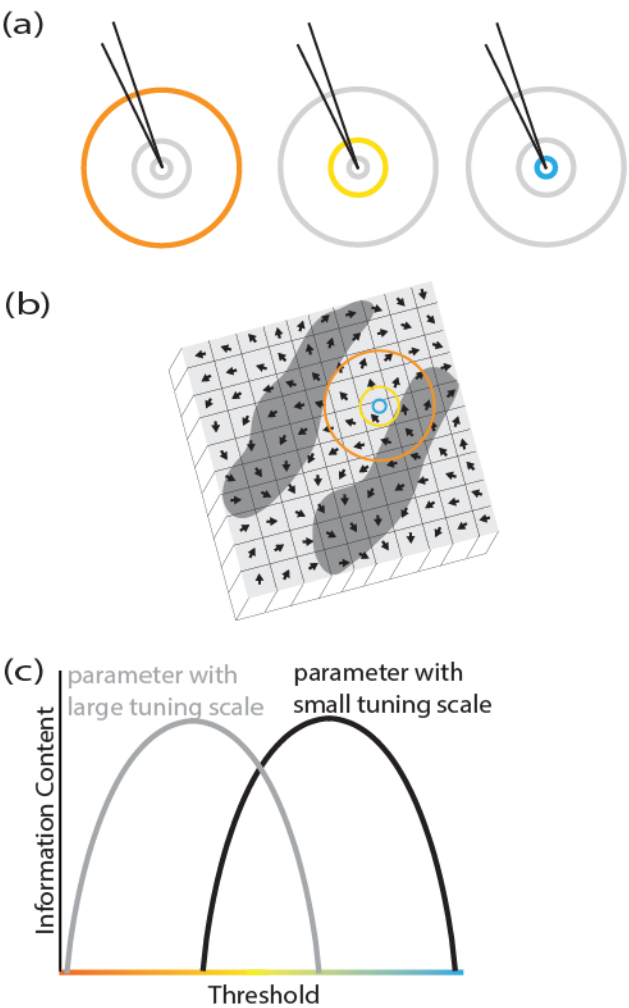 (a)
(b)
(c)
parameter with
large tuning scale
parameter with
small tuning scale
Information Content
Threshold